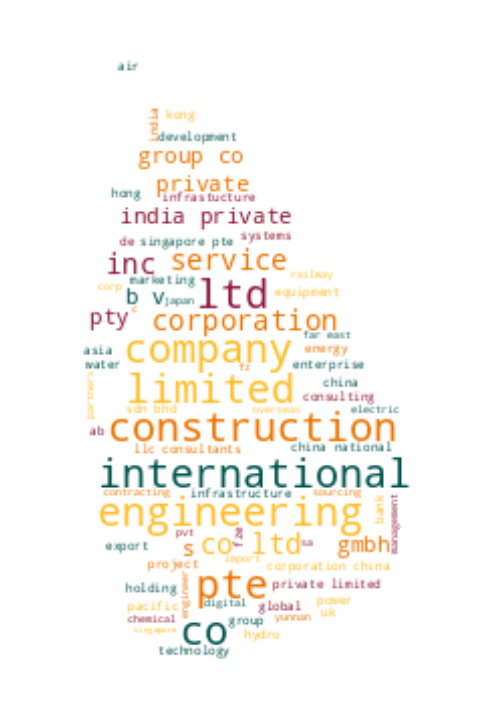 air
india
kong
development
group co
private
hong
infrastucture
india private
de
singapore pte
systems
inc
service
railway
marketing
corp
b v
japan
ltd
equipment
pty
c
corporation
far east
asia
company
energy
water
fz
enterprise
partners
limited
china
consulting
sdn bhd
overseas
electric
ab
construction
llc consultants
china national
international
contracting
infrastructure
sourcing
engineering
bank
management
pvt
fze
export
s
co ltd
sa
gmbh
import
project
corporation china
engineer
holding
pte
private limited
pacific
digital
global
power
chemical
uk
group
yunnan
singapore
co
hydro
technology